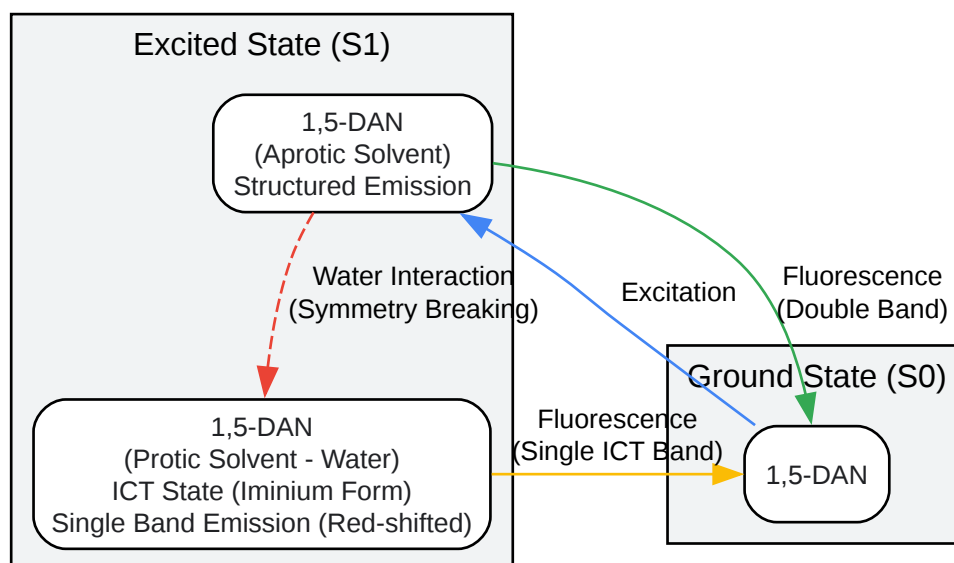 Excited State (S1)
1,5-DAN
(Aprotic Solvent)
Structured Emission
Water Interaction
(Symmetry Breaking)
Excitation
Fluorescence
(Double Band)
Ground State (S0)
1,5-DAN
(Protic Solvent - Water)
ICT State (Iminium Form)
Single Band Emission (Red-shifted)
Fluorescence
(Single ICT Band)
1,5-DAN